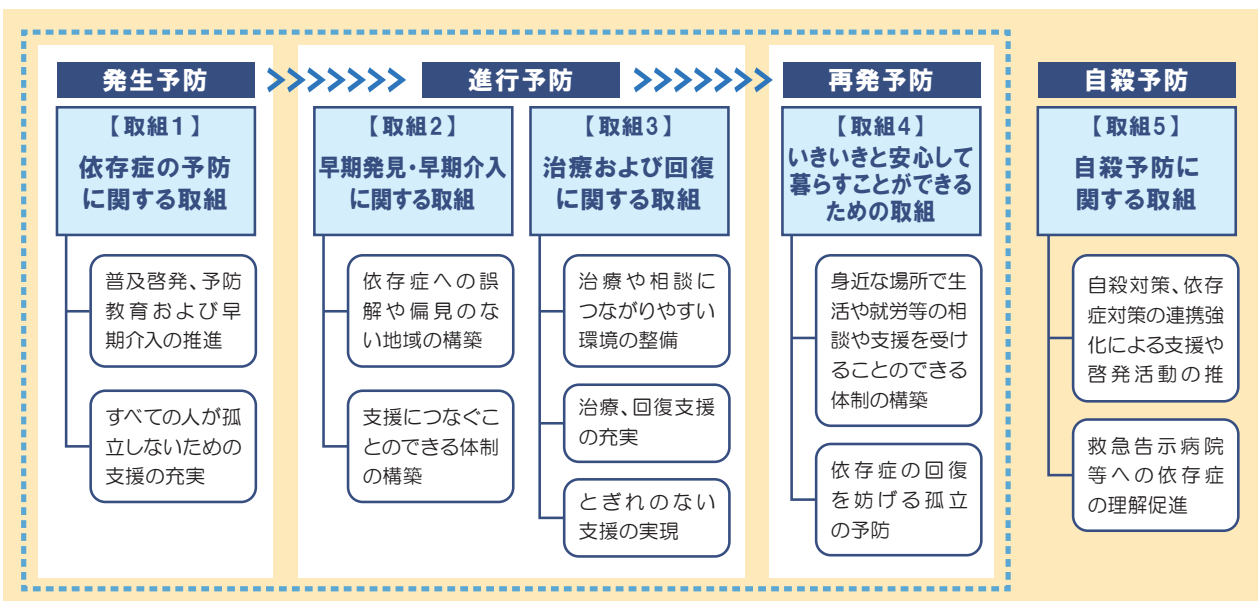 発生予防
【取組1】
依存症の予防
に関する取組
普及啓発、予防
教育および早
期介入の推進
すべての人が孤
立しないための
支援の充実
進行予防
【取組2】
早期発見・早期介入
に関する取組
依存症への誤
解や偏見のな
い地域の構築
支援につなぐこ
とのできる体制
の構築
【取組3】
治療および回復
に関する取組
治療や相談に
つながりやすい
環境の整備
治療、回復支援
の充実
とぎれのない
支援の実現
再発予防
【取組4】
いきいきと安心して
暮らすことができる
ための取組
身近な場所で生
活や就労等の相
談や支援を受け
ることのできる
体制の構築
依存症の回復
を妨げる孤立
の予防
自殺予防
【取組5】
自殺予防に
関する取組
自殺対策、依存
症対策の連携強
化による支援や
啓発活動の推
救急告示病院
等への依存症
の理解促進